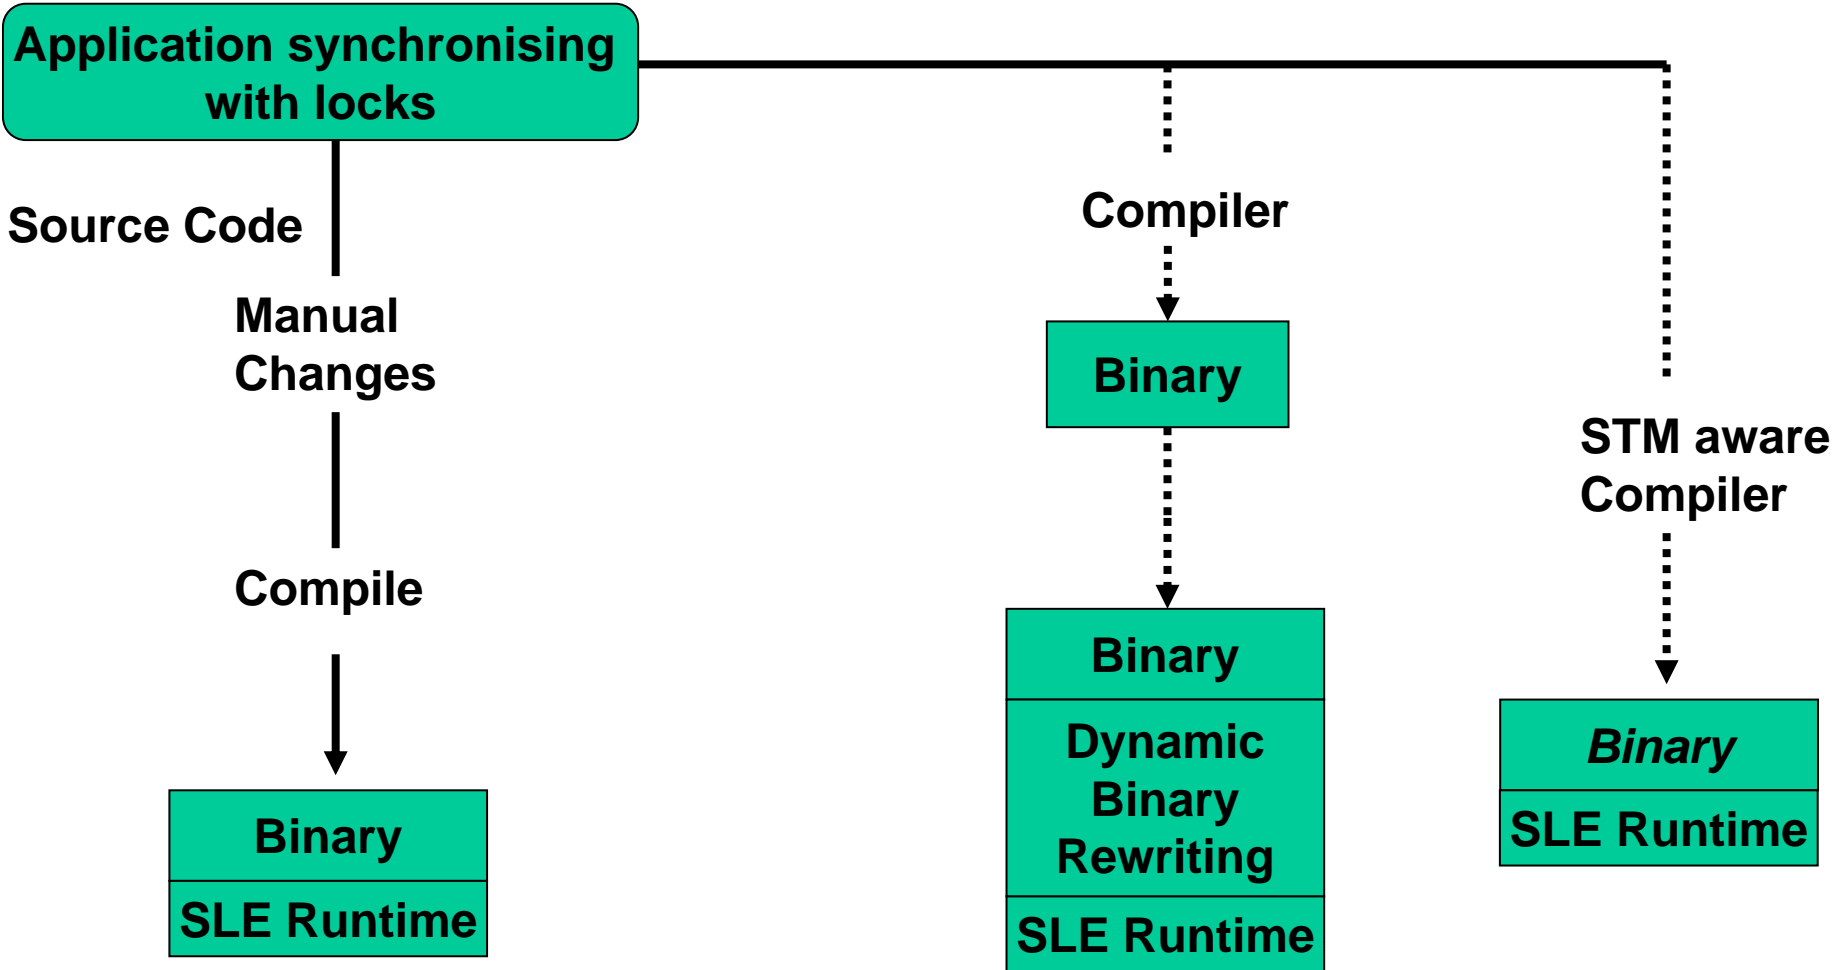 Application synchronising
with locks
Source Code
Manual
Changes
Compile
Binary
SLE Runtime
Compiler
Binary
Binary
Dynamic
Binary
Rewriting
SLE Runtime
STM aware
Compiler
Binary
SLE Runtime